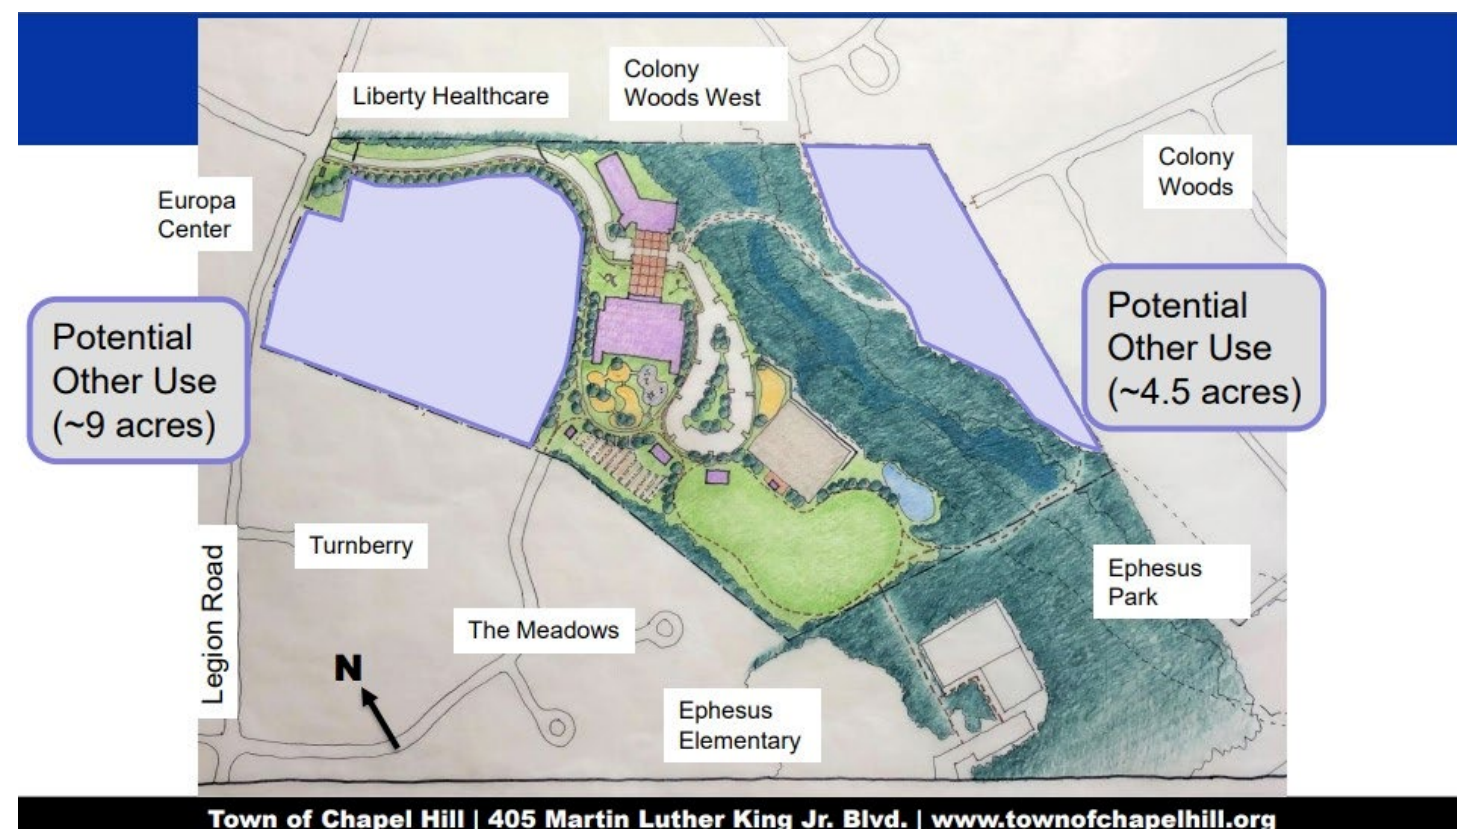 Liberty Healthcare
Colony
Woods West
Colony
Woods
Europa
Center
Potential
Other Use
(~9 acres)
Potential
Other Use
(~4.5 acres)
Turnberry
Legion Road
The Meadows
N
Ephesus
Park
Ephesus
Elementary
Town of Chapel Hill | 405 Martin Luther King Jr. Blvd. | www.townofchapelhill.org